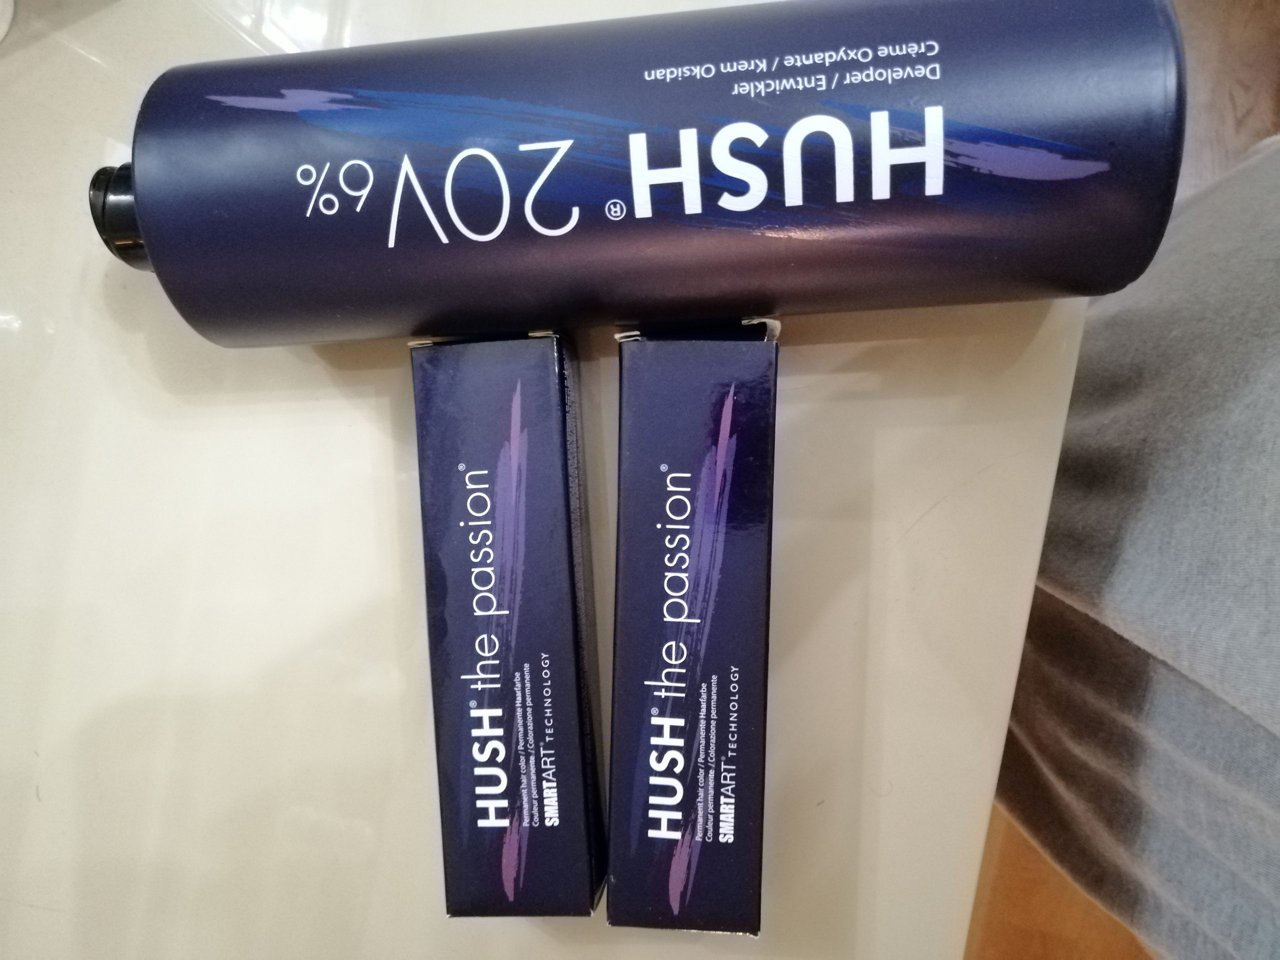 HUSH® 20V 6%
Developer / Entwickler
Crème Oxydante / Krem Oksidan
HUSH® the passion®
Permanent hair color / Permanente Haarfarbe
Couleur permanente / Colorazione permanente
SMARTART® TECHNOLOGY
HUSH® the passion®
Permanent hair color / Permanente Haarfarbe
Couleur permanente / Colorazione permanente
SMARTART® TECHNOLOGY